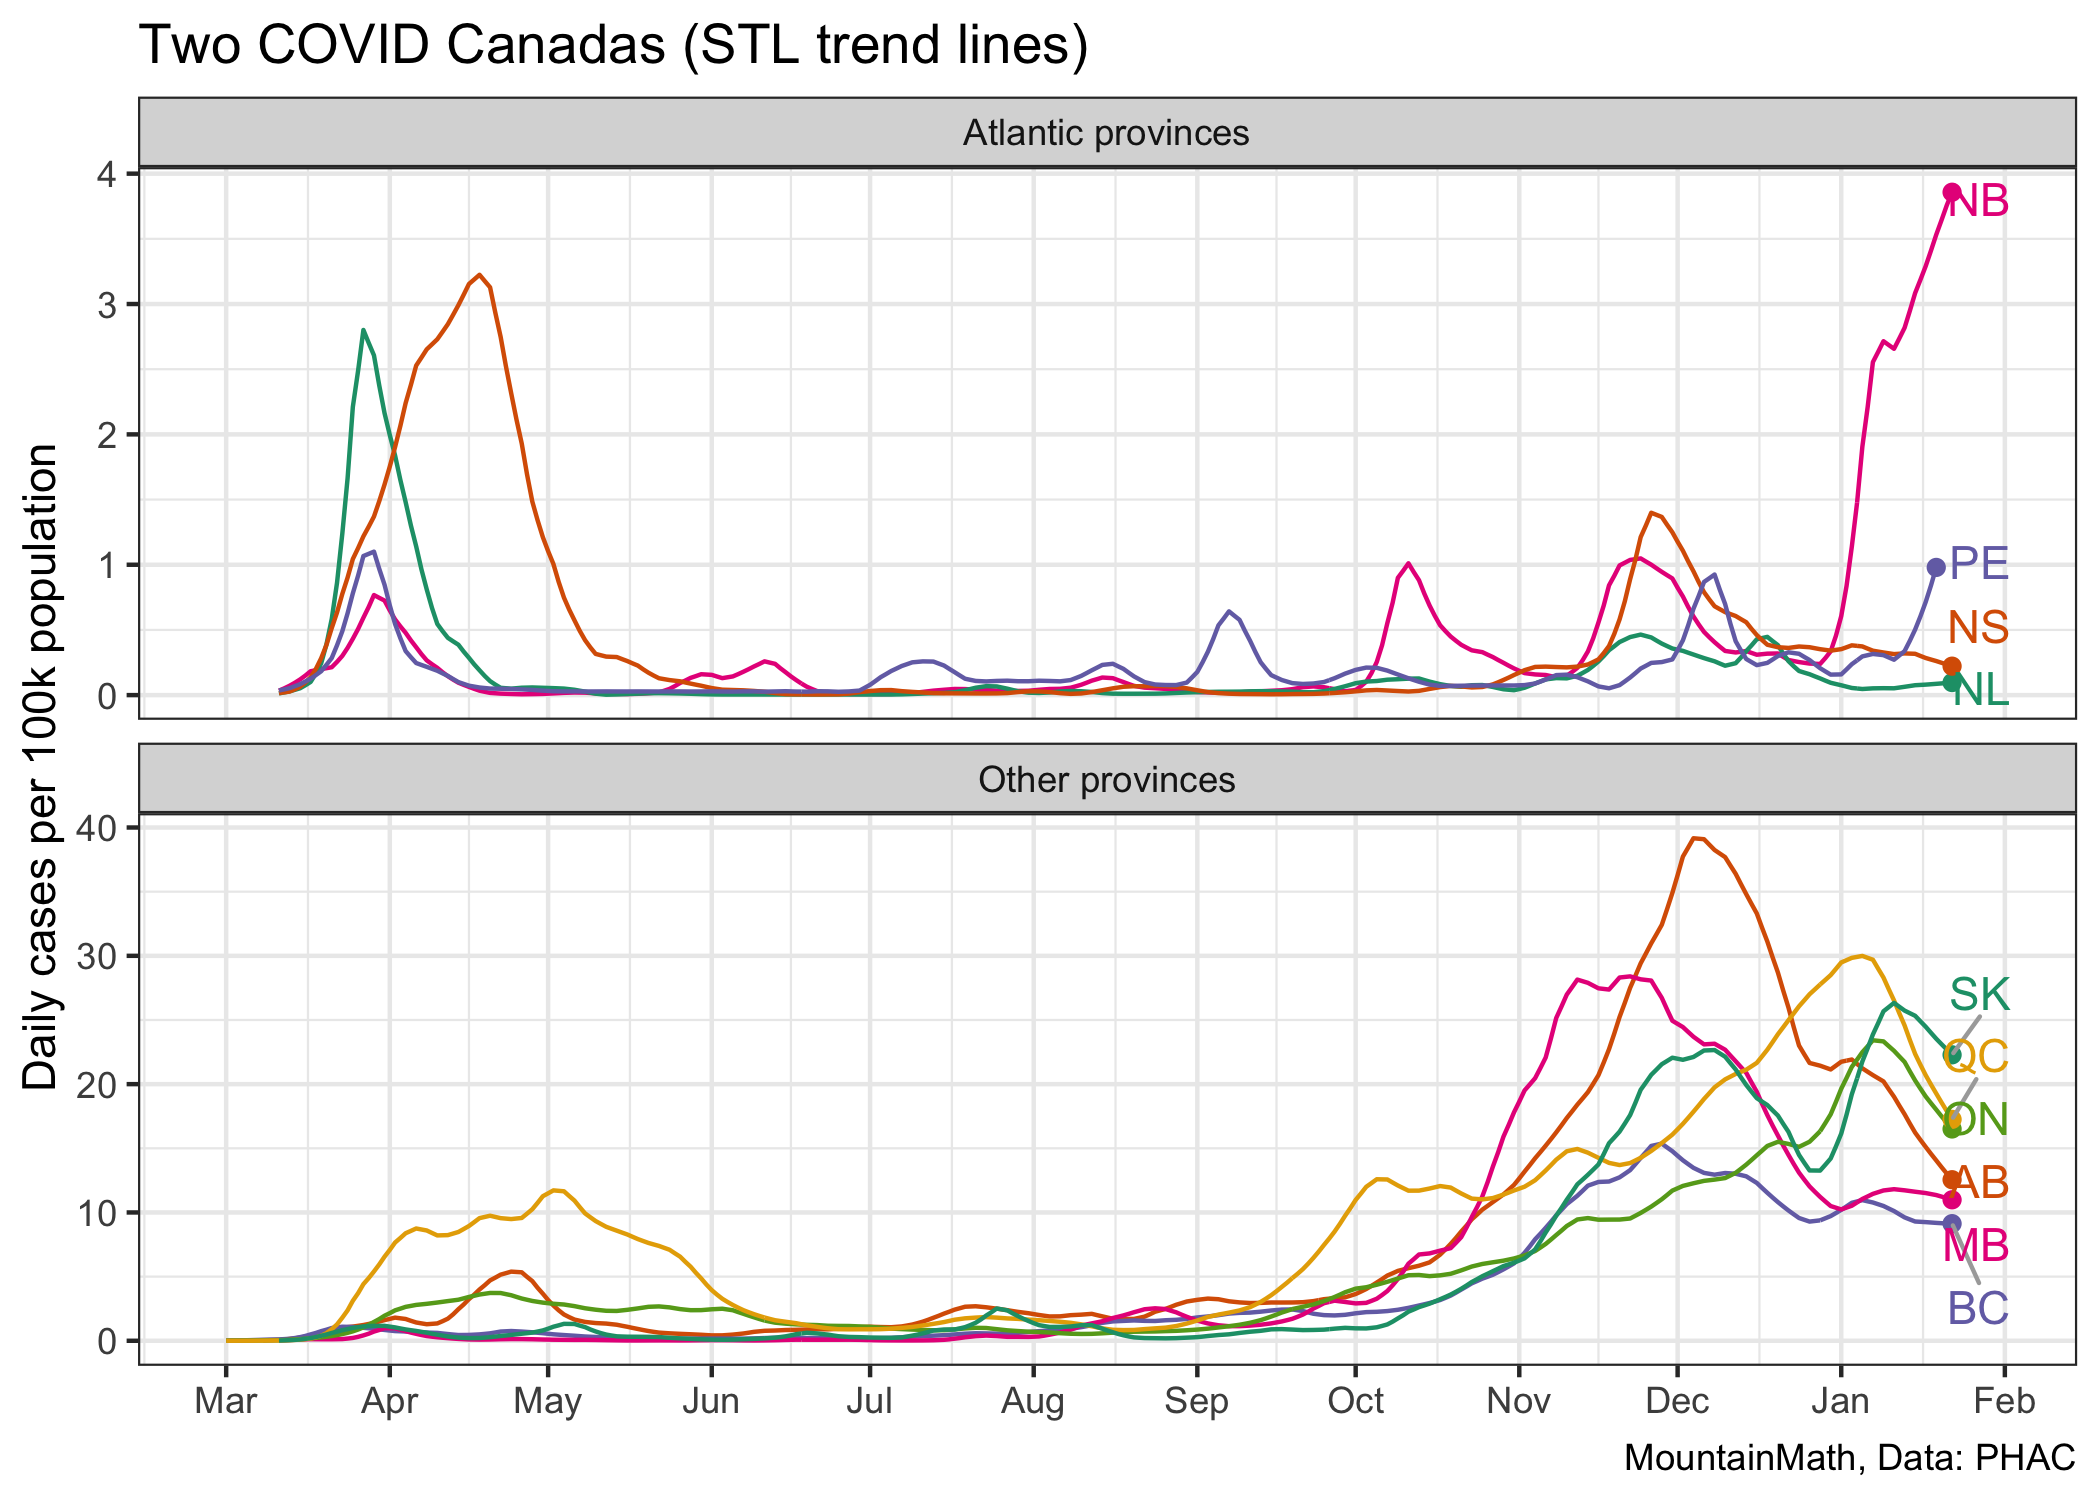 Two COVID Canadas (STL trend lines)
Daily cases per 100k population
Atlantic provinces
4
3
2
1
0
NB
PE
NS
NL
Other provinces
40
30
20
10
0
SK
QC
ON
AB
MB
BC
Mar Apr May Jun Jul Aug Sep Oct Nov Dec Jan Feb
MountainMath, Data: PHAC